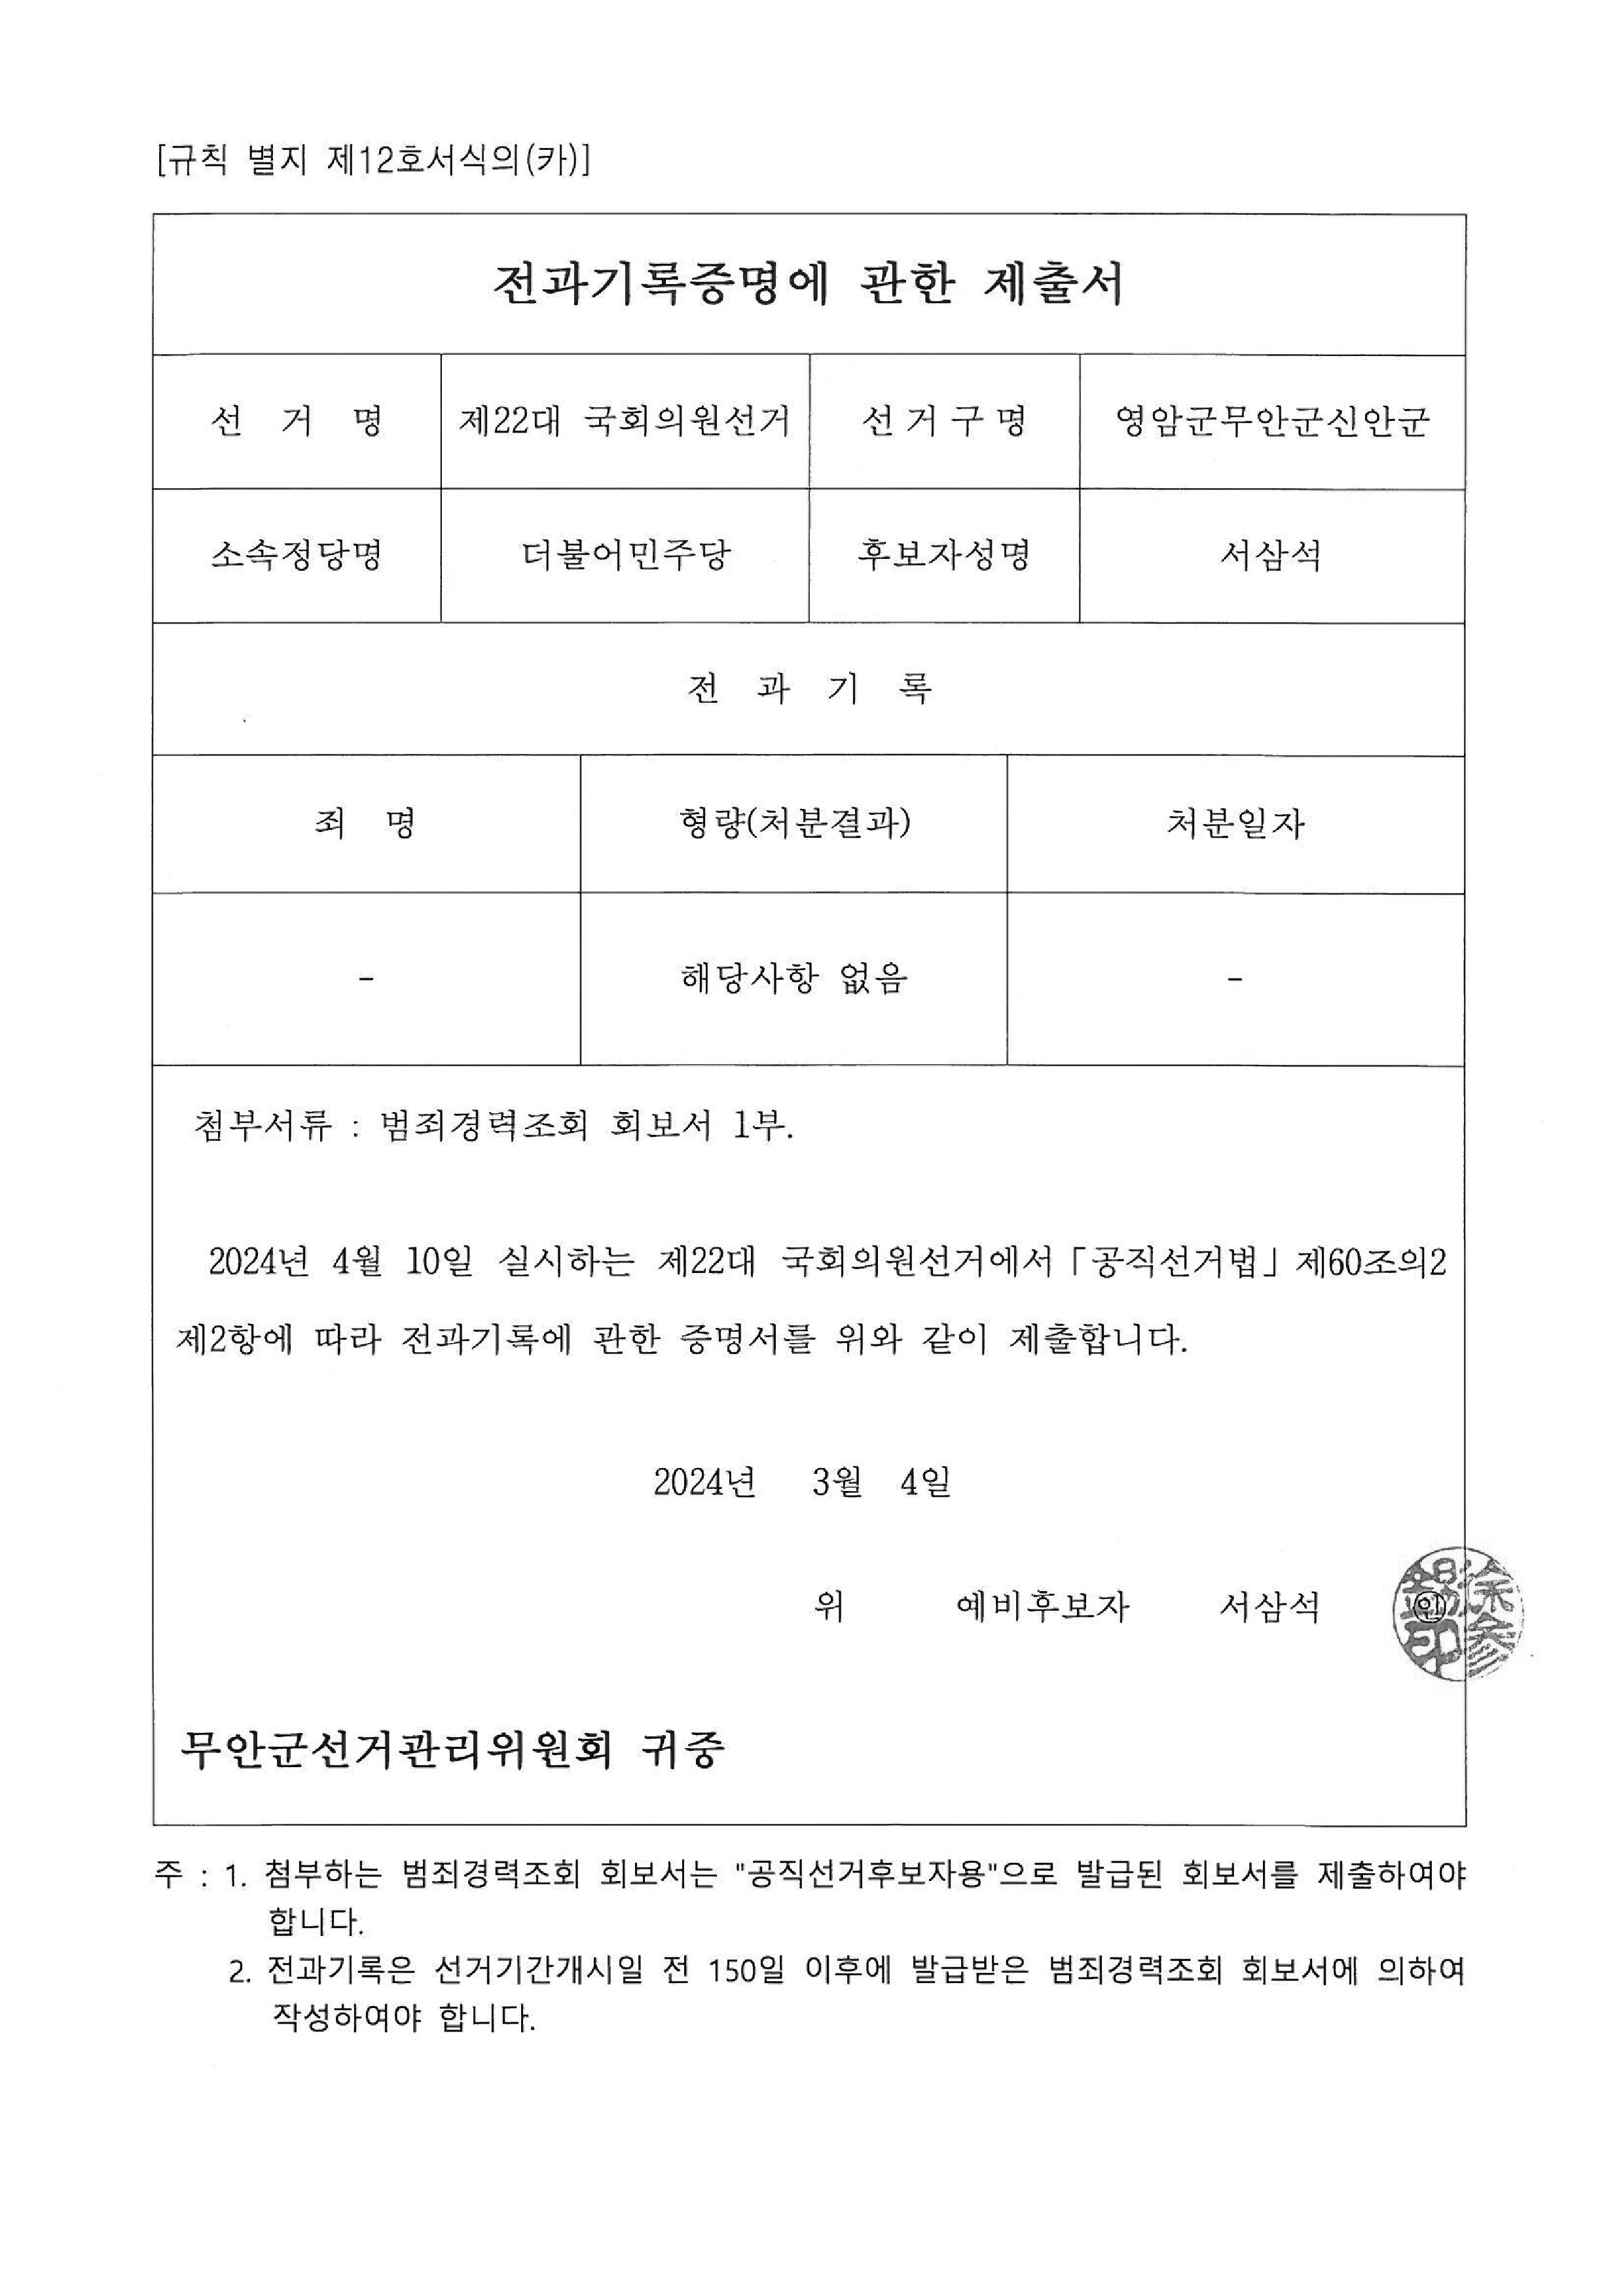 [규칙 별지 제12호서식의(카)]
전과기록증명에 관한 제출서
선 거 명 제22대 국회의원선거 선 거 구 명 영암군무안군신안군
소속정당명 더불어민주당 후보자성명 서삼석
전 과 기 록
죄 명 형량(처분결과) 처분일자
- 해당사항 없음 -
첨부서류 : 범죄경력조회 회보서 1부.
2024년 4월 10일 실시하는 제22대 국회의원선거에서 「공직선거법」 제60조의2
제2항에 따라 전과기록에 관한 증명서를 위와 같이 제출합니다.
2024년 3월 4일
위 예비후보자 서삼석 ㊞
무안군선거관리위원회 귀중
주 : 1. 첨부하는 범죄경력조회 회보서는 "공직선거후보자용"으로 발급된 회보서를 제출하여야
합니다.
2. 전과기록은 선거기간개시일 전 150일 이후에 발급받은 범죄경력조회 회보서에 의하여
작성하여야 합니다.